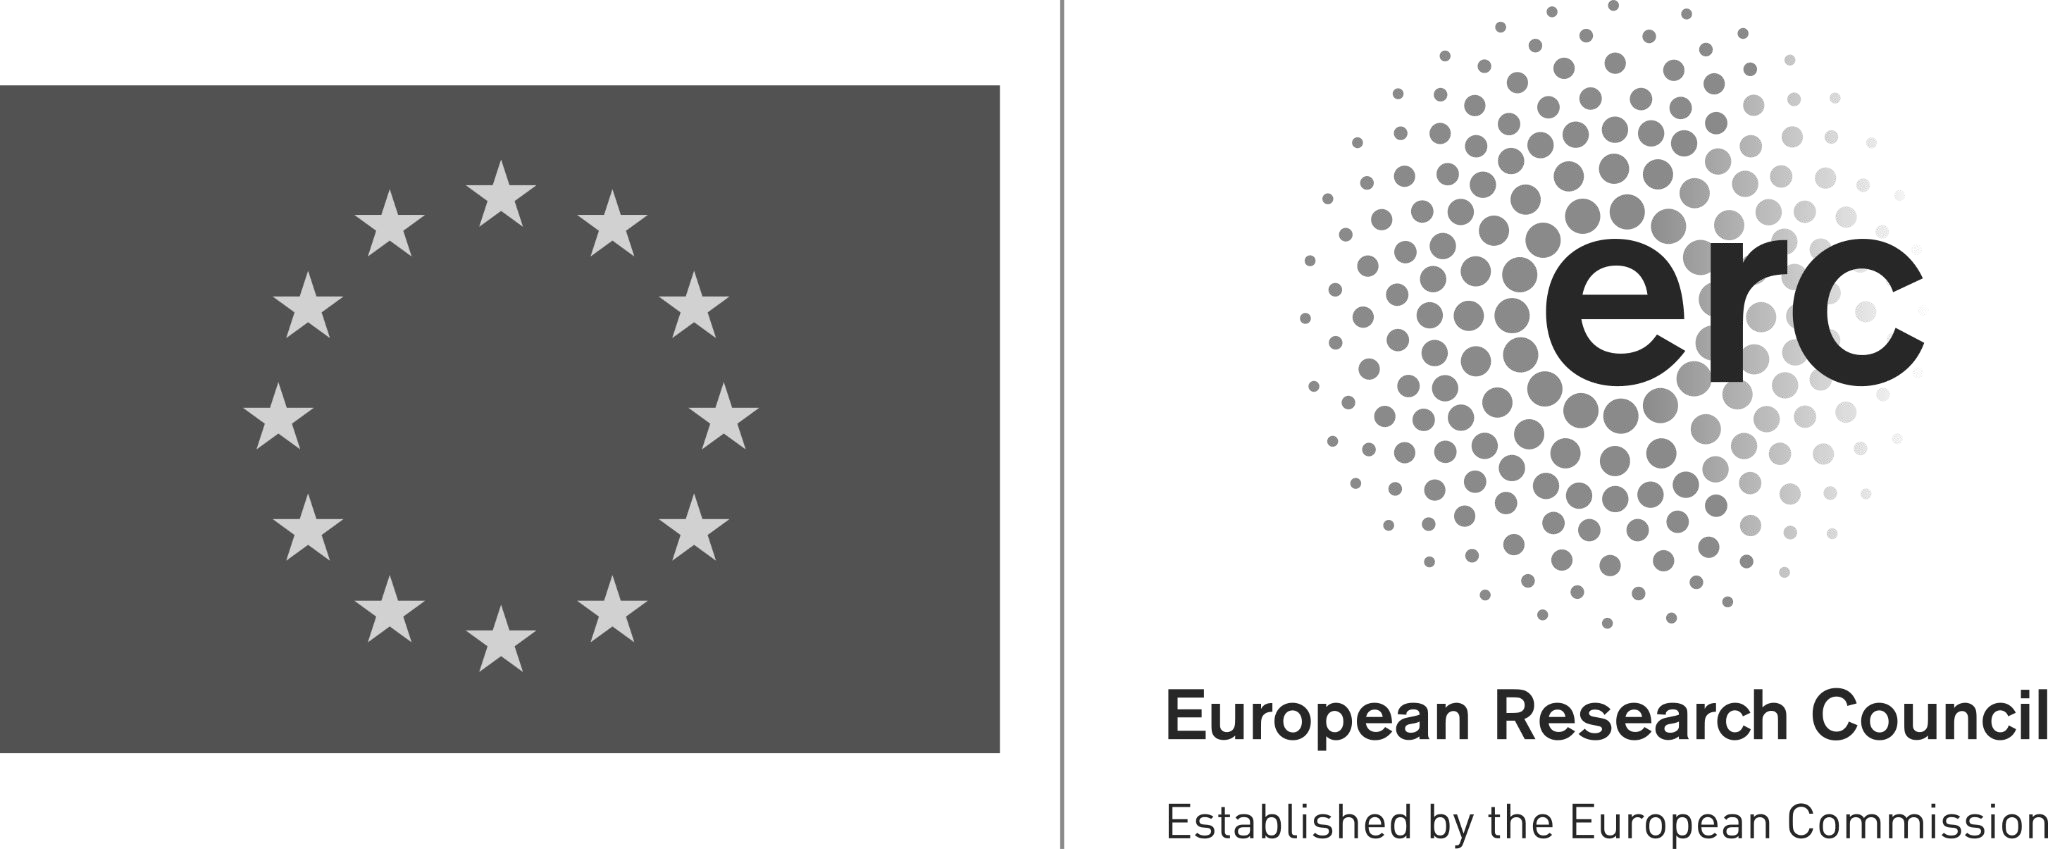 erc
European Research Council
Established by the European Commission